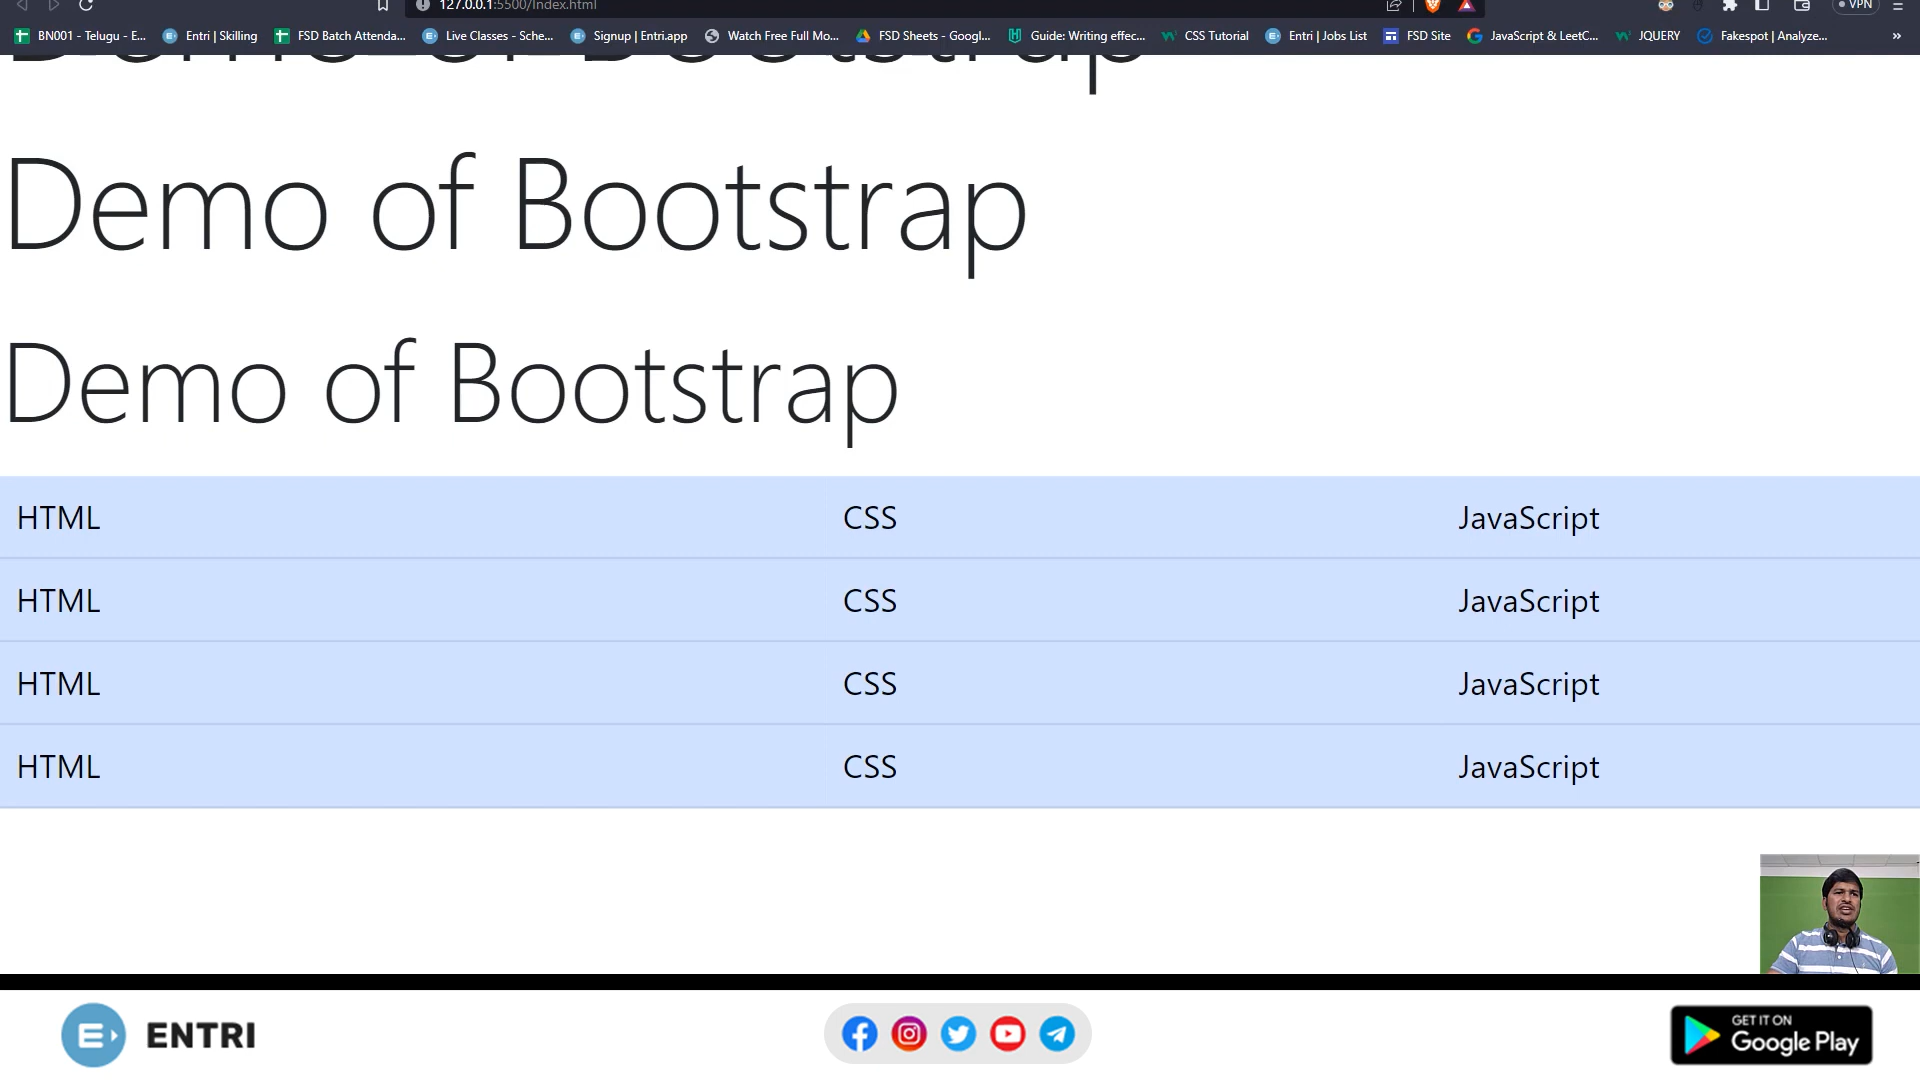 127.0.0.1:5500/Index.html
VPN
BN001 - Telugu - E...
Entri | Skilling
FSD Batch Attenda...
Live Classes - Sche...
Signup | Entri.app
Watch Free Full Mo...
FSD Sheets - Googl...
Guide: Writing effec...
CSS Tutorial
Entri | Jobs List
FSD Site
JavaScript & LeetC...
JQUERY
Fakespot | Analyze...
»
Demo of Bootstrap
Demo of Bootstrap
Demo of Bootstrap
HTML CSS JavaScript
HTML CSS JavaScript
HTML CSS JavaScript
HTML CSS JavaScript
ENTRI
GET IT ON
Google Play